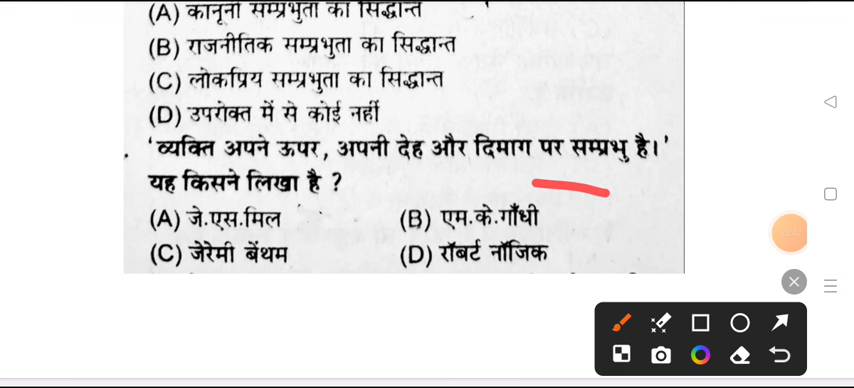 (A) कानूनी सम्प्रभुता का सिद्धान्त
(B) राजनीतिक सम्प्रभुता का सिद्धान्त
(C) लोकप्रिय सम्प्रभुता का सिद्धान्त
(D) उपरोक्त में से कोई नहीं
'व्यक्ति अपने ऊपर, अपनी देह और दिमाग पर सम्प्रभु है।'
यह किसने लिखा है ?
(A) जे.एस.मिल (B) एम.के.गाँधी
(C) जेरेमी बेंथम (D) रॉबर्ट नॉजिक